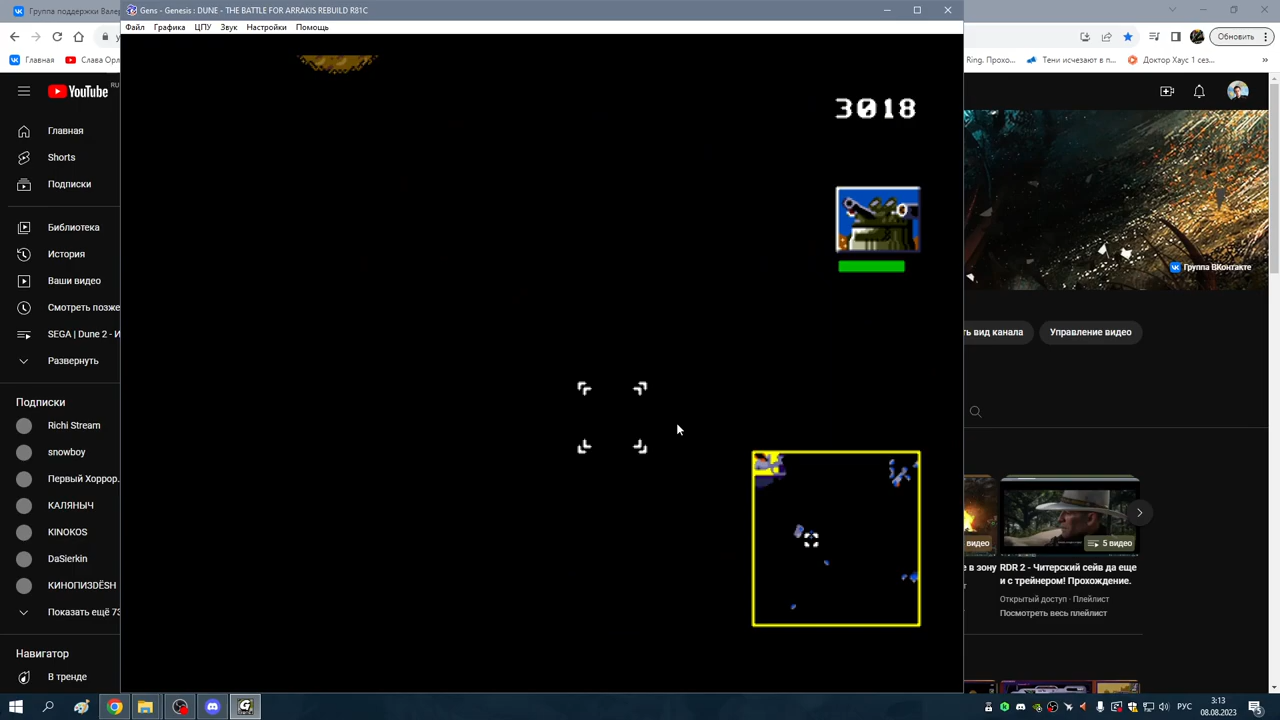 Группа поддержки Валер
Gens - Genesis : DUNE - THE BATTLE FOR ARRAKIS REBUILD R81C
Файл Графика ЦПУ Звук Настройки Помощь
Обновить
Главная
Слава Орл
Ring. Прохо...
Тени исчезают в п...
Доктор Хаус 1 сез...
»
YouTube
RU
Главная
Shorts
Подписки
Библиотека
История
Ваши видео
Смотреть позже
SEGA | Dune 2 - И
Развернуть
Подписки
Richi Stream
snowboy
Первый Хоррор.
КАЛЯНЫЧ
KINOKOS
DaSierkin
КИНОПИЗДËSH
Показать ещё 73
Навигатор
В тренде
3018
Группа ВКонтакте
ть вид канала
Управление видео
видео
5 видео
е в зону
RDR 2 - Читерский сейв да еще
и с трейнером! Прохождение.
Открытый доступ · Плейлист
Посмотреть весь плейлист
РУС
3:13
08.08.2023